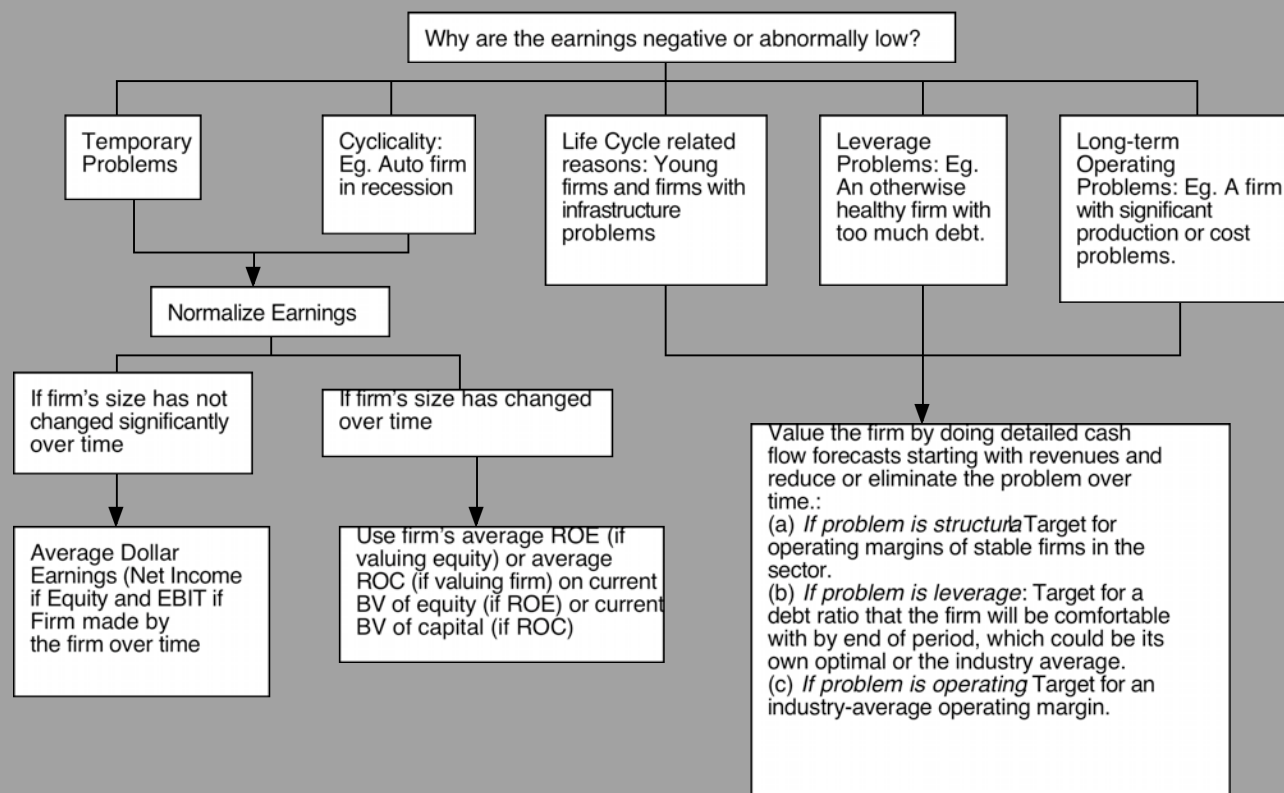 Why are the earnings negative or abnormally low?
Temporary
Problems
Cyclicality:
Eg. Auto firm
in recession
Life Cycle related
reasons: Young
firms and firms with
infrastructure
problems
Leverage
Problems: Eg.
An otherwise
healthy firm with
too much debt.
Long-term
Operating
Problems: Eg. A firm
with significant
production or cost
problems.
Normalize Earnings
If firm's size has not
changed significantly
over time
If firm's size has changed
over time
Average Dollar
Earnings (Net Income
if Equity and EBIT if
Firm made by
the firm over time
Use firm's average ROE (if
valuing equity) or average
ROC (if valuing firm) on current
BV of equity (if ROE) or current
BV of capital (if ROC)
Value the firm by doing detailed cash
flow forecasts starting with revenues and
reduce or eliminate the problem over
time.:
(a) If problem is structural Target for
operating margins of stable firms in the
sector.
(b) If problem is leverage: Target for a
debt ratio that the firm will be comfortable
with by end of period, which could be its
own optimal or the industry average.
(c) If problem is operating Target for an
industry-average operating margin.